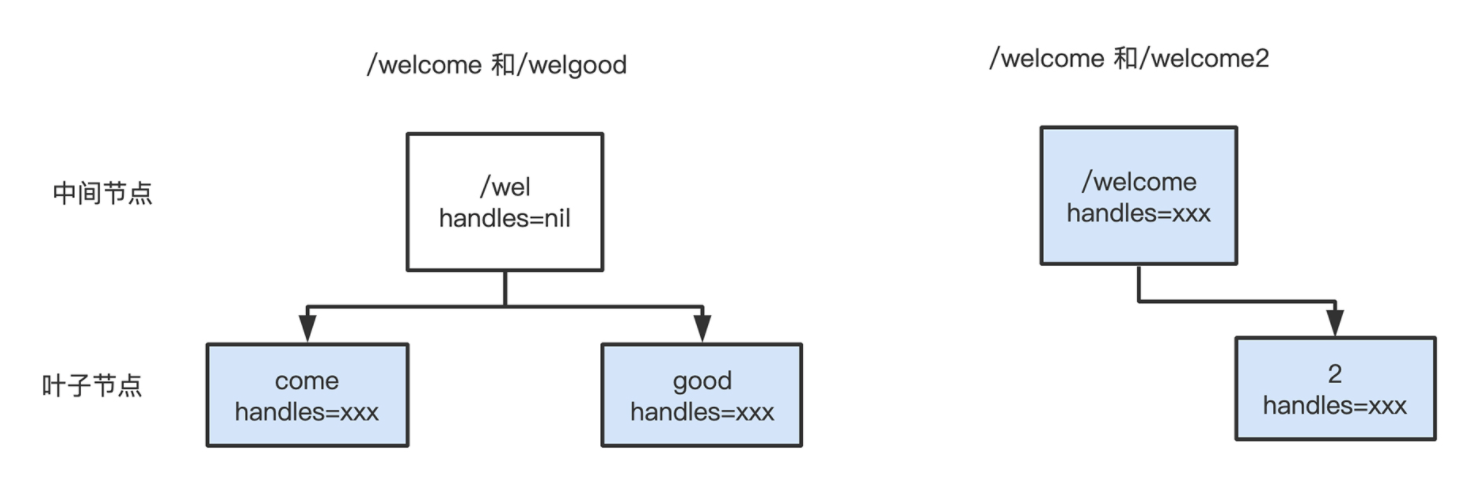 /welcome 和/welgood
/welcome 和/welcome2
中间节点
/wel
handles=nil
/welcome
handles=xxx
叶子节点
come
handles=xxx
good
handles=xxx
2
handles=xxx